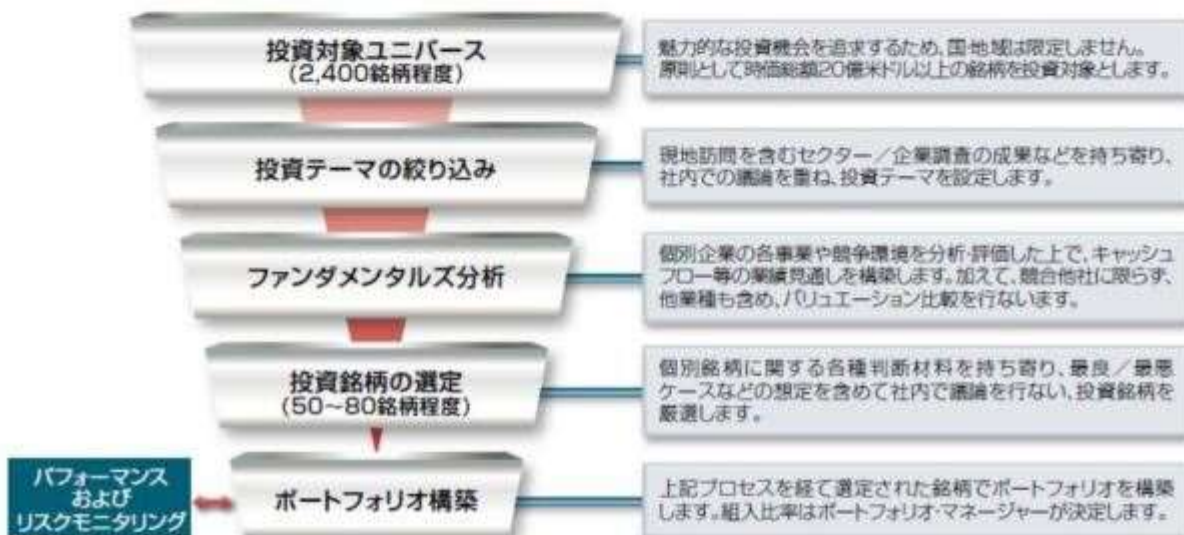 投資対象ユニバース
(2,400銘柄程度)
魅力的な投資機会を追求するため、国・地域は限定しません。
原則として時価総額20億米ドル以上の銘柄を投資対象とします。
投資テーマの絞り込み
現地訪問を含むセクター／企業調査の成果などを持ち寄り、
社内での議論を重ね、投資テーマを設定します。
ファンダメンタルズ分析
個別企業の各事業や競争環境を分析・評価した上で、キャッシュ
フロー等の業績見通しを構築します。加えて、競合他社に限らず、
他業種も含め、バリュエーション比較を行ないます。
投資銘柄の選定
(50～80銘柄程度)
個別銘柄に関する各種判断材料を持ち寄り、最良／最悪
ケースなどの想定を含めて社内で議論を行ない、投資銘柄を
厳選します。
パフォーマンス
および
リスクモニタリング
ポートフォリオ構築
上記プロセスを経て選定された銘柄でポートフォリオを構築
します。組入比率はポートフォリオ・マネージャーが決定します。